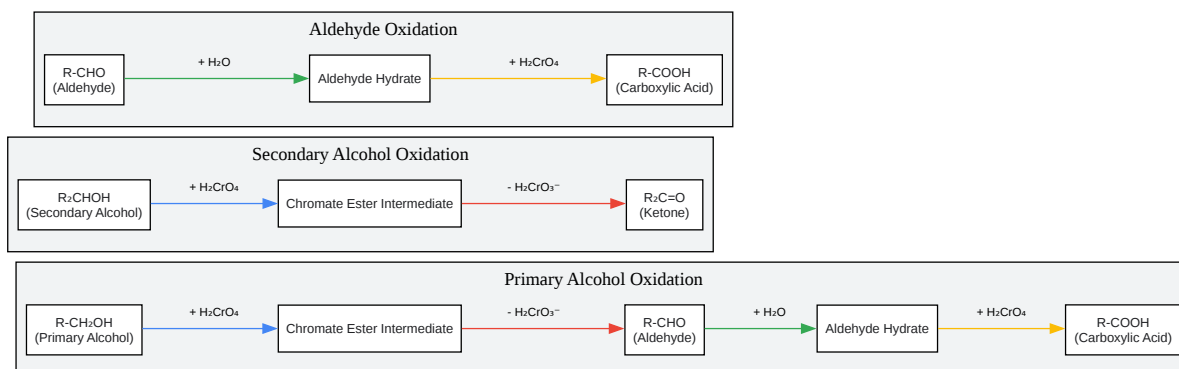 Aldehyde Oxidation
+ H₂O
+ H₂CrO₄
R-CHO
(Aldehyde)
Aldehyde Hydrate
R-COOH
(Carboxylic Acid)
Secondary Alcohol Oxidation
+ H₂CrO₄
- H₂CrO₃⁻
R₂CHOH
(Secondary Alcohol)
Chromate Ester Intermediate
R₂C=O
(Ketone)
Primary Alcohol Oxidation
+ H₂CrO₄
- H₂CrO₃⁻
+ H₂O
+ H₂CrO₄
R-CH₂OH
(Primary Alcohol)
Chromate Ester Intermediate
R-CHO
(Aldehyde)
Aldehyde Hydrate
R-COOH
(Carboxylic Acid)